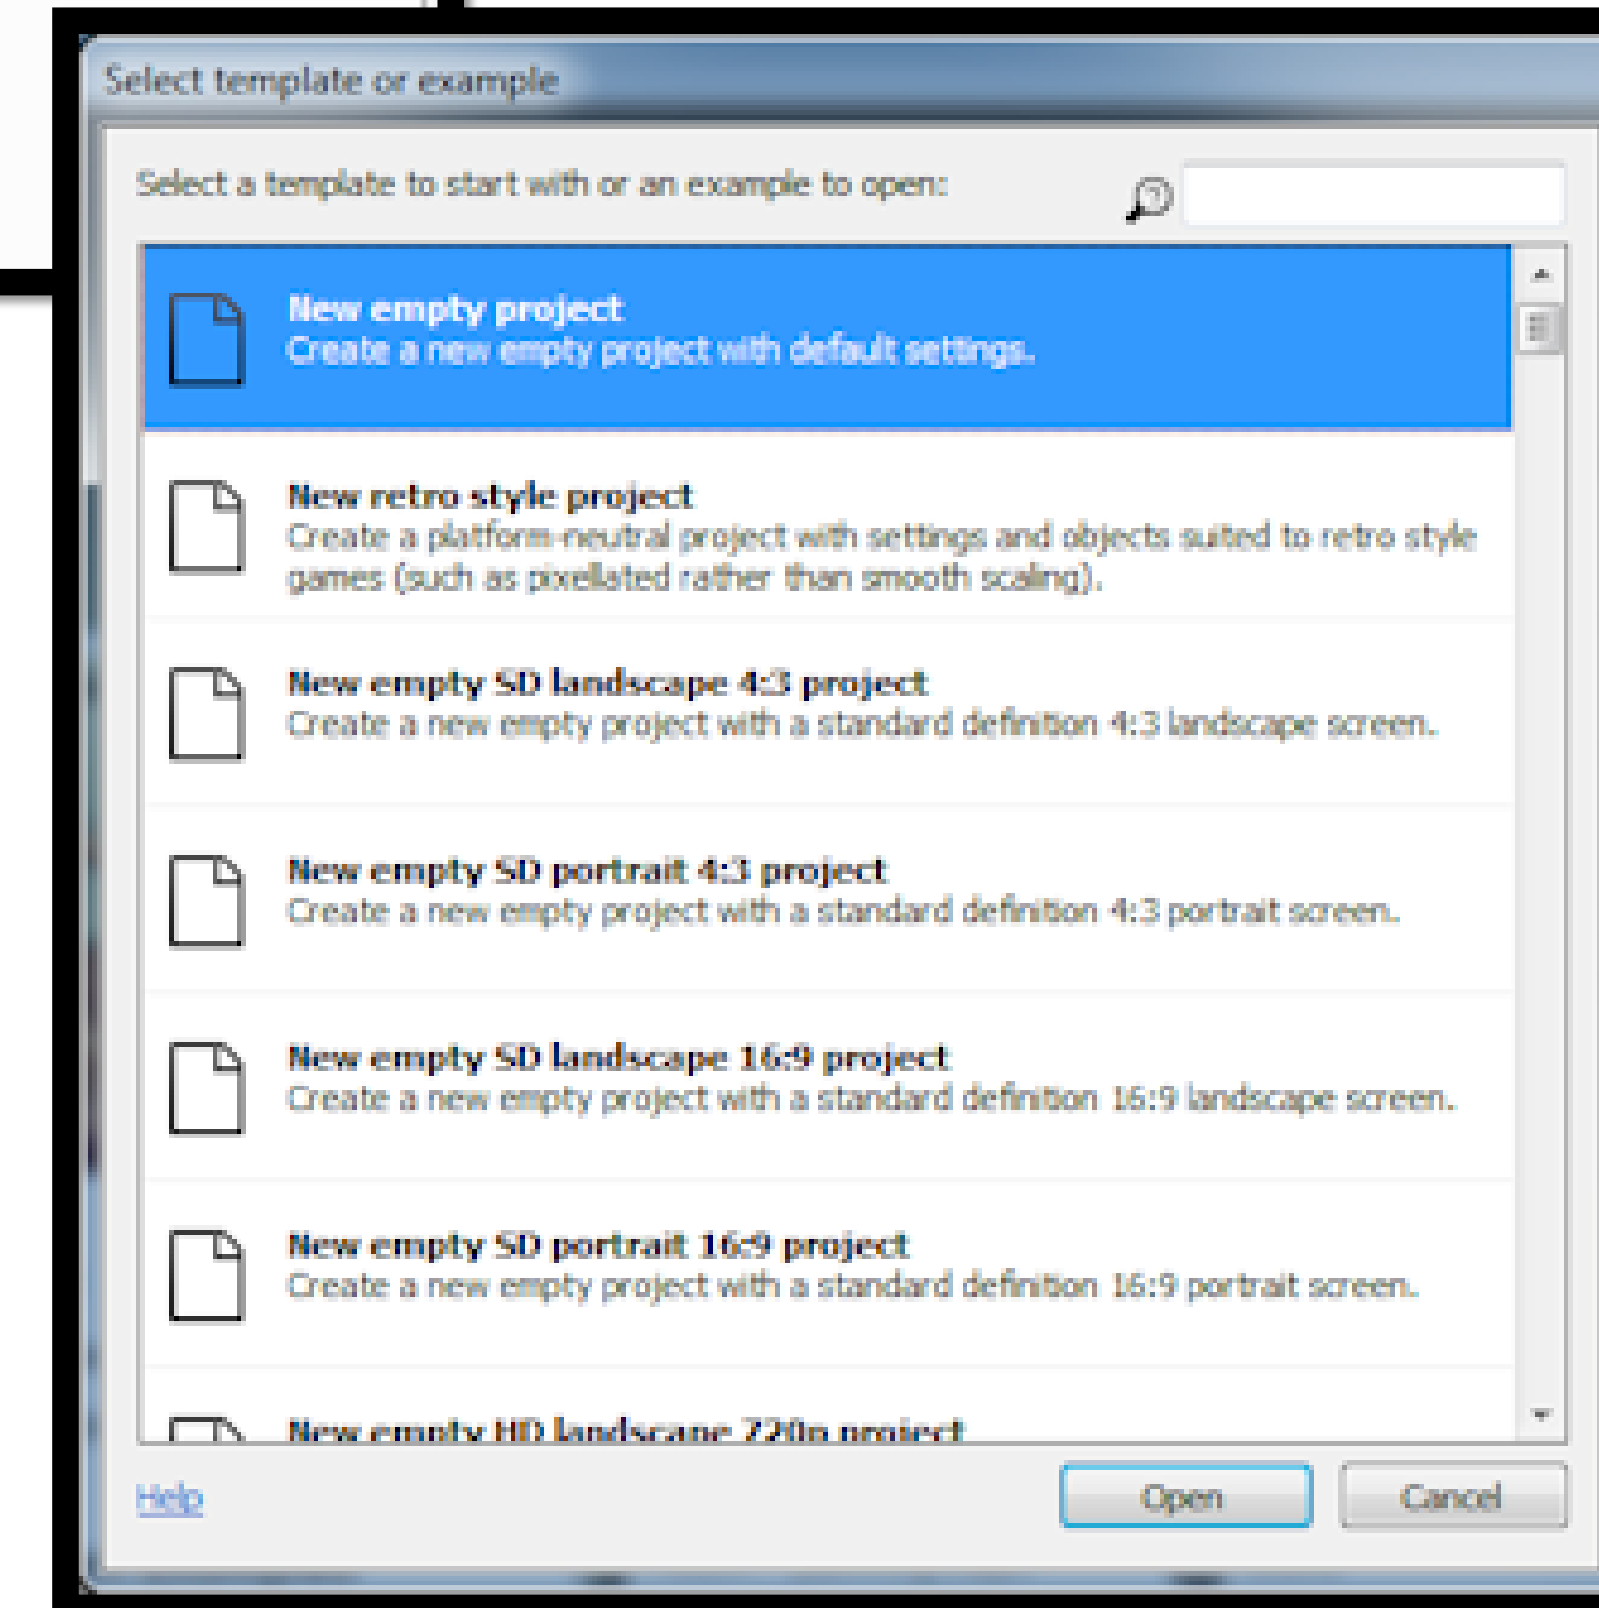 Select template or example
Select a template to start with or an example to open:
New empty project
Create a new empty project with default settings.
New retro style project
Create a platform-neutral project with settings and objects suited to retro style
games (such as pixellated rather than smooth scaling).
New empty SD landscape 4:3 project
Create a new empty project with a standard definition 4:3 landscape screen.
New empty SD portrait 4:3 project
Create a new empty project with a standard definition 4:3 portrait screen.
New empty SD landscape 16:9 project
Create a new empty project with a standard definition 16:9 landscape screen.
New empty SD portrait 16:9 project
Create a new empty project with a standard definition 16:9 portrait screen.
New empty HD landscape 720p project
Help
Open
Cancel